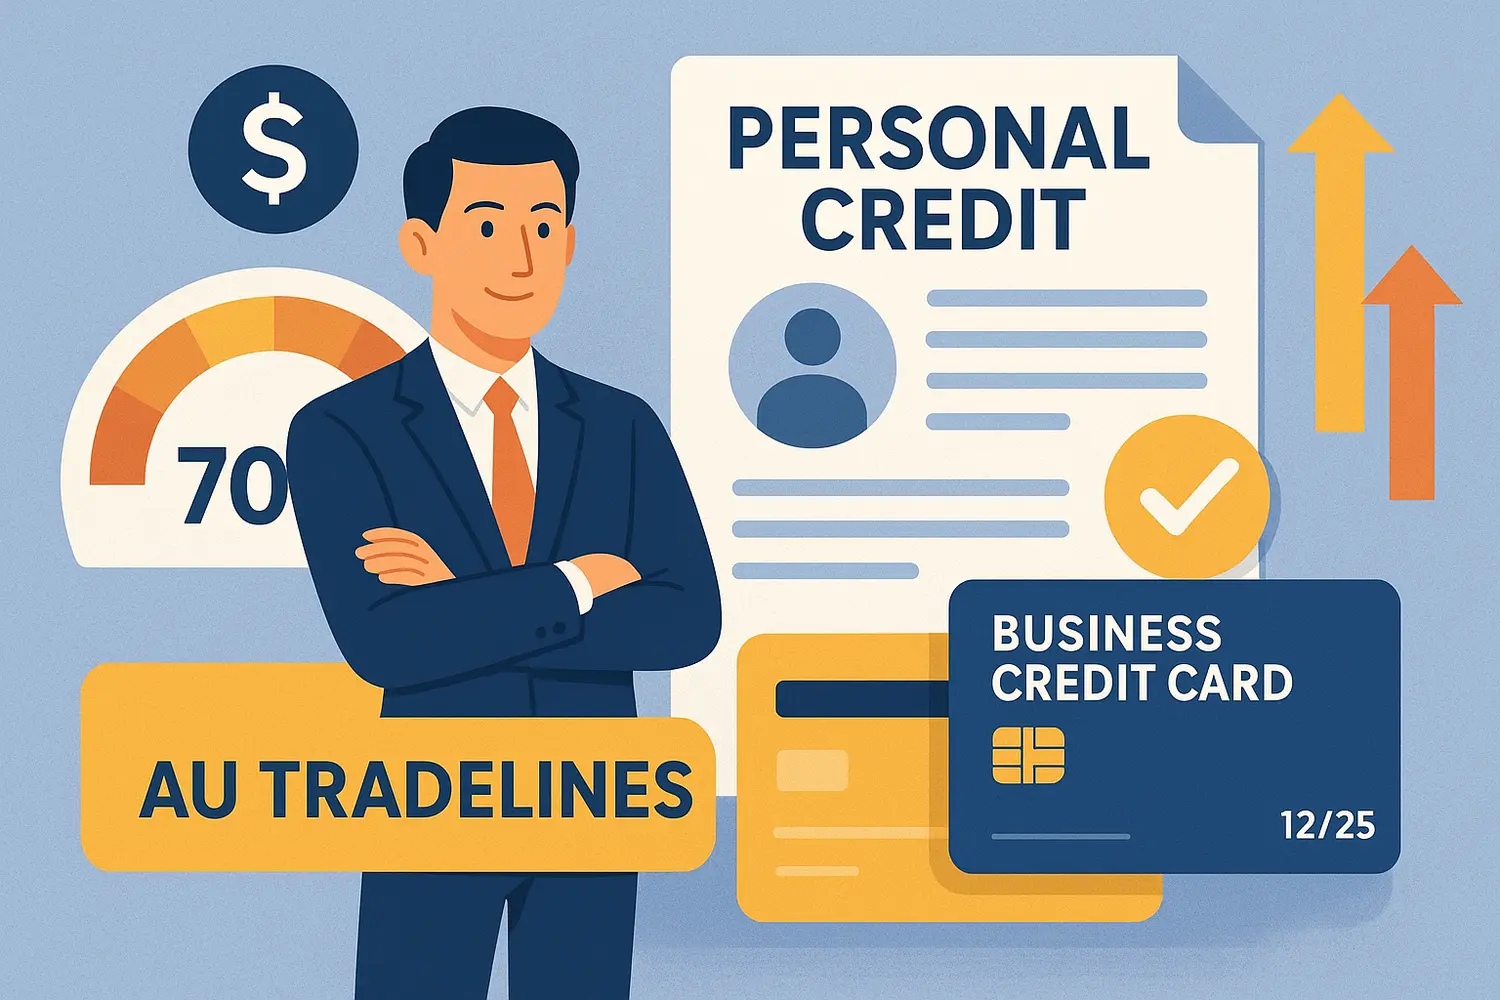 $
PERSONAL
CREDIT
70
BUSINESS
CREDIT CARD
12/25
AU TRADELINES